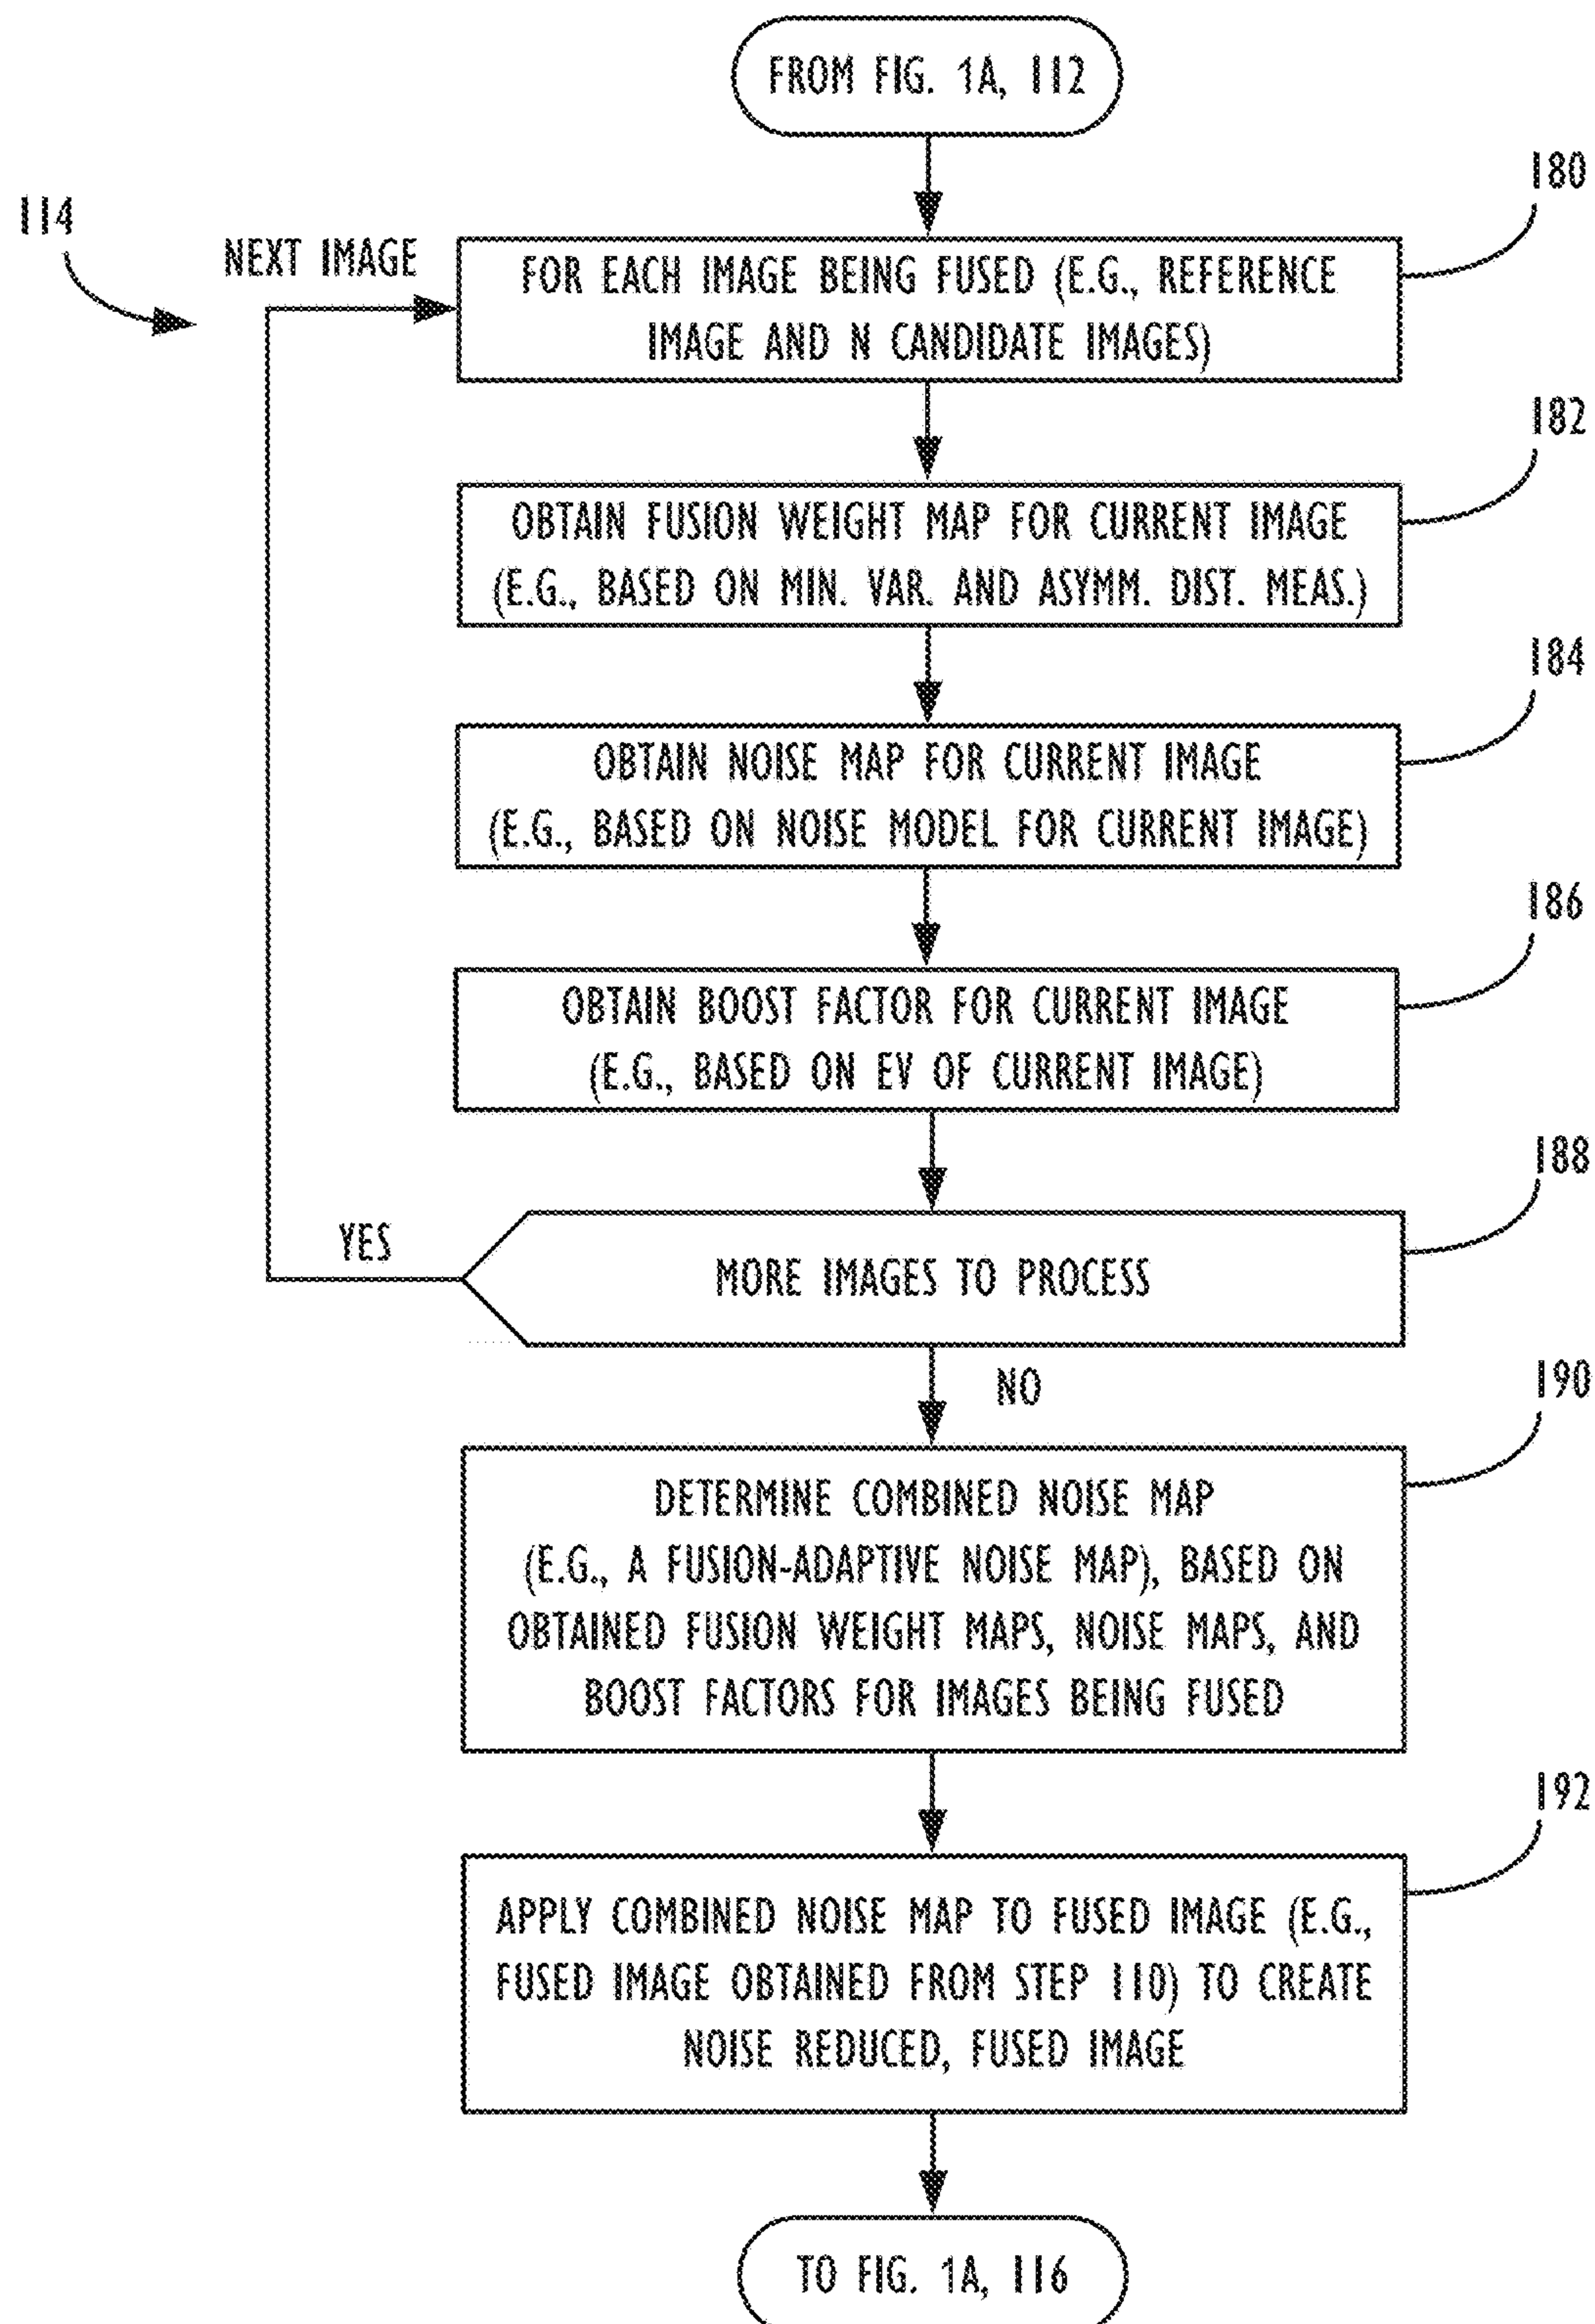 FROM FIG. 1A, 112
180
114
NEXT IMAGE
FOR EACH IMAGE BEING FUSED (E.G., REFERENCE
IMAGE AND N CANDIDATE IMAGES)
182
OBTAIN FUSION WEIGHT MAP FOR CURRENT IMAGE
(E.G., BASED ON MIN. VAR. AND ASYMM. DIST. MEAS.)
184
OBTAIN NOISE MAP FOR CURRENT IMAGE
(E.G., BASED ON NOISE MODEL FOR CURRENT IMAGE)
186
OBTAIN BOOST FACTOR FOR CURRENT IMAGE
(E.G., BASED ON EV OF CURRENT IMAGE)
188
YES
MORE IMAGES TO PROCESS
NO
190
DETERMINE COMBINED NOISE MAP
(E.G., A FUSION-ADAPTIVE NOISE MAP), BASED ON
OBTAINED FUSION WEIGHT MAPS, NOISE MAPS, AND
BOOST FACTORS FOR IMAGES BEING FUSED
192
APPLY COMBINED NOISE MAP TO FUSED IMAGE (E.G.,
FUSED IMAGE OBTAINED FROM STEP 110) TO CREATE
NOISE REDUCED, FUSED IMAGE
TO FIG. 1A, 116